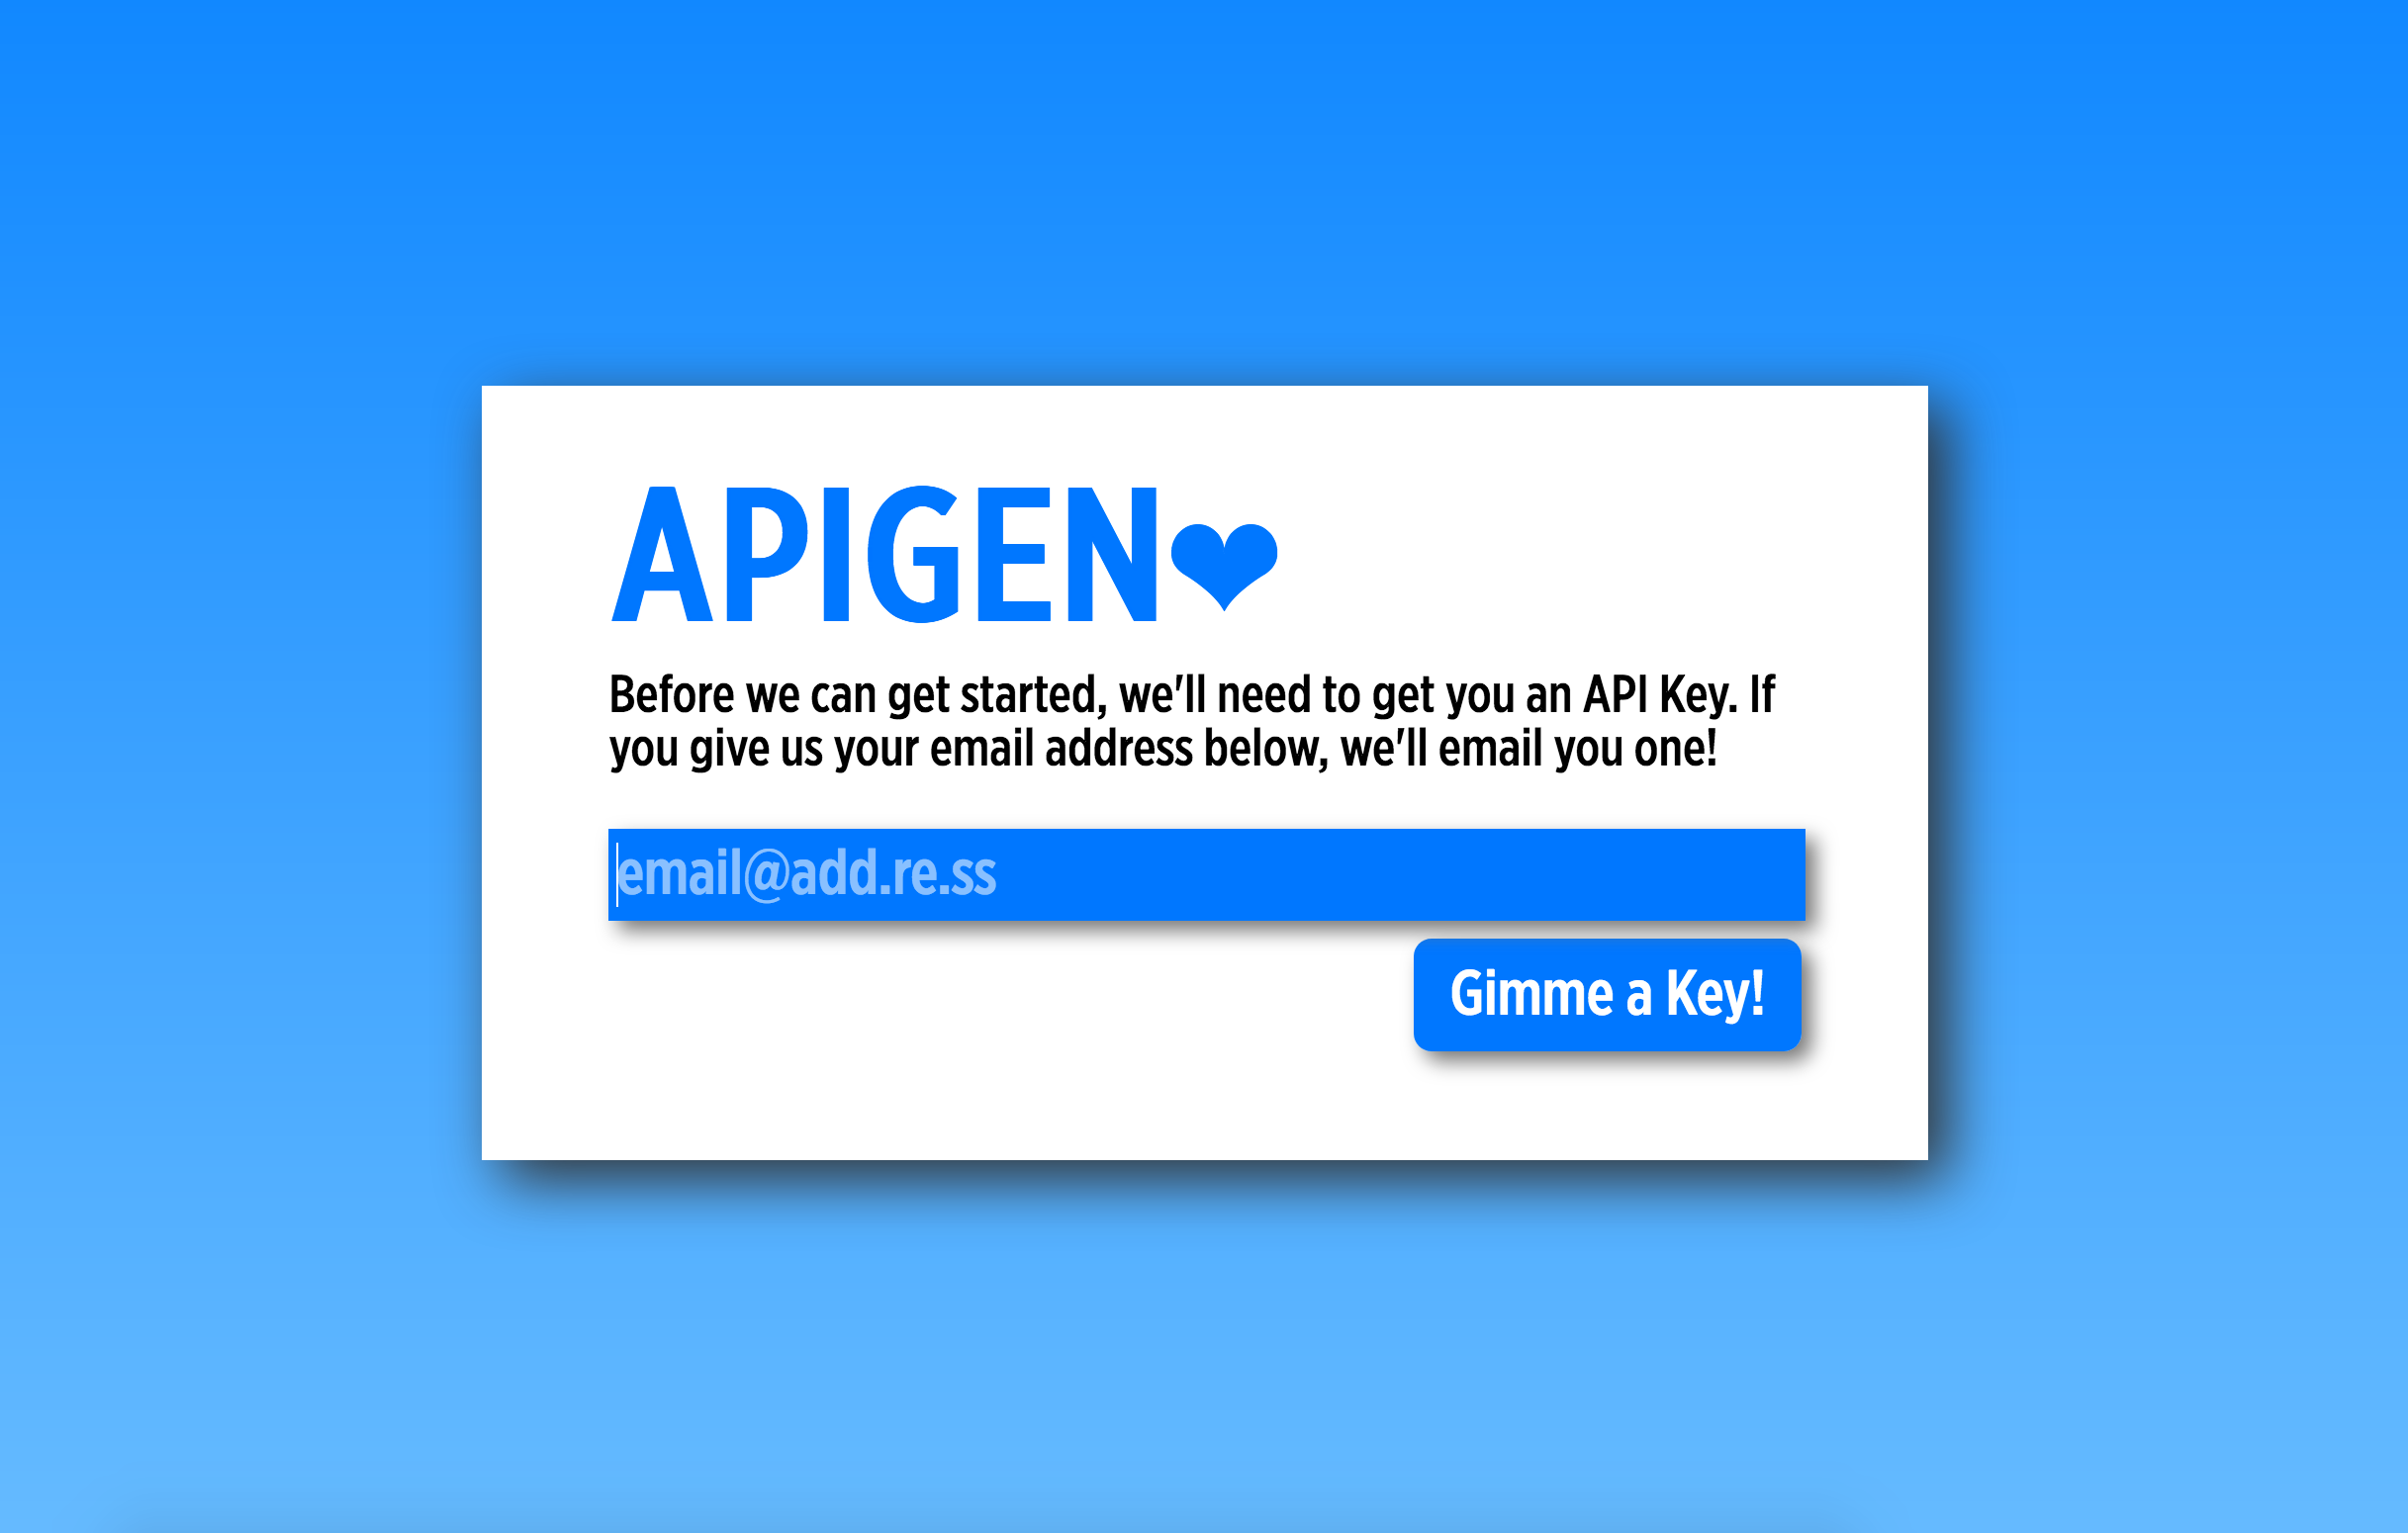 APIGEN❤
Before we can get started, we'll need to get you an API Key. If
you give us your email address below, we'll email you one!
email@add.re.ss
Gimme a Key!